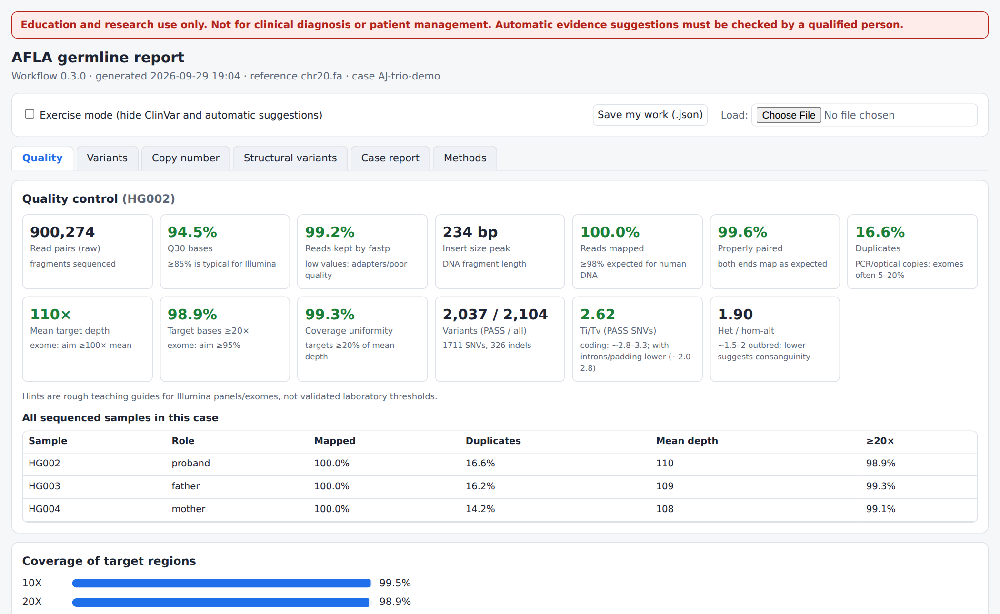 Education and research use only. Not for clinical diagnosis or patient management. Automatic evidence suggestions must be checked by a qualified person.
AFLA germline report
Workflow 0.3.0 · generated 2026-09-29 19:04 · reference chr20.fa · case AJ-trio-demo
Exercise mode (hide ClinVar and automatic suggestions)
Save my work (.json)
Load: Choose File No file chosen
Quality
Variants
Copy number
Structural variants
Case report
Methods
Quality control (HG002)
900,274
Read pairs (raw)
fragments sequenced
94.5%
Q30 bases
≥85% is typical for Illumina
99.2%
Reads kept by fastp
low values: adapters/poor
quality
234 bp
Insert size peak
DNA fragment length
100.0%
Reads mapped
≥98% expected for human
DNA
99.6%
Properly paired
both ends map as expected
16.6%
Duplicates
PCR/optical copies; exomes
often 5–20%
110×
Mean target depth
exome: aim ≥100× mean
98.9%
Target bases ≥20×
exome: aim ≥95%
99.3%
Coverage uniformity
targets ≥20% of mean
depth
2,037 / 2,104
Variants (PASS / all)
1711 SNVs, 326 indels
2.62
Ti/Tv (PASS SNVs)
coding: ~2.8–3.3; with
introns/padding lower (~2.0–
2.8)
1.90
Het / hom-alt
~1.5–2 outbred; lower
suggests consanguinity
Hints are rough teaching guides for Illumina panels/exomes, not validated laboratory thresholds.
All sequenced samples in this case
Sample Role Mapped Duplicates Mean depth ≥20×
HG002 proband 100.0% 16.6% 110 98.9%
HG003 father 100.0% 16.2% 109 99.3%
HG004 mother 100.0% 14.2% 108 99.1%
Coverage of target regions
10X 99.5%
20X 98.9%